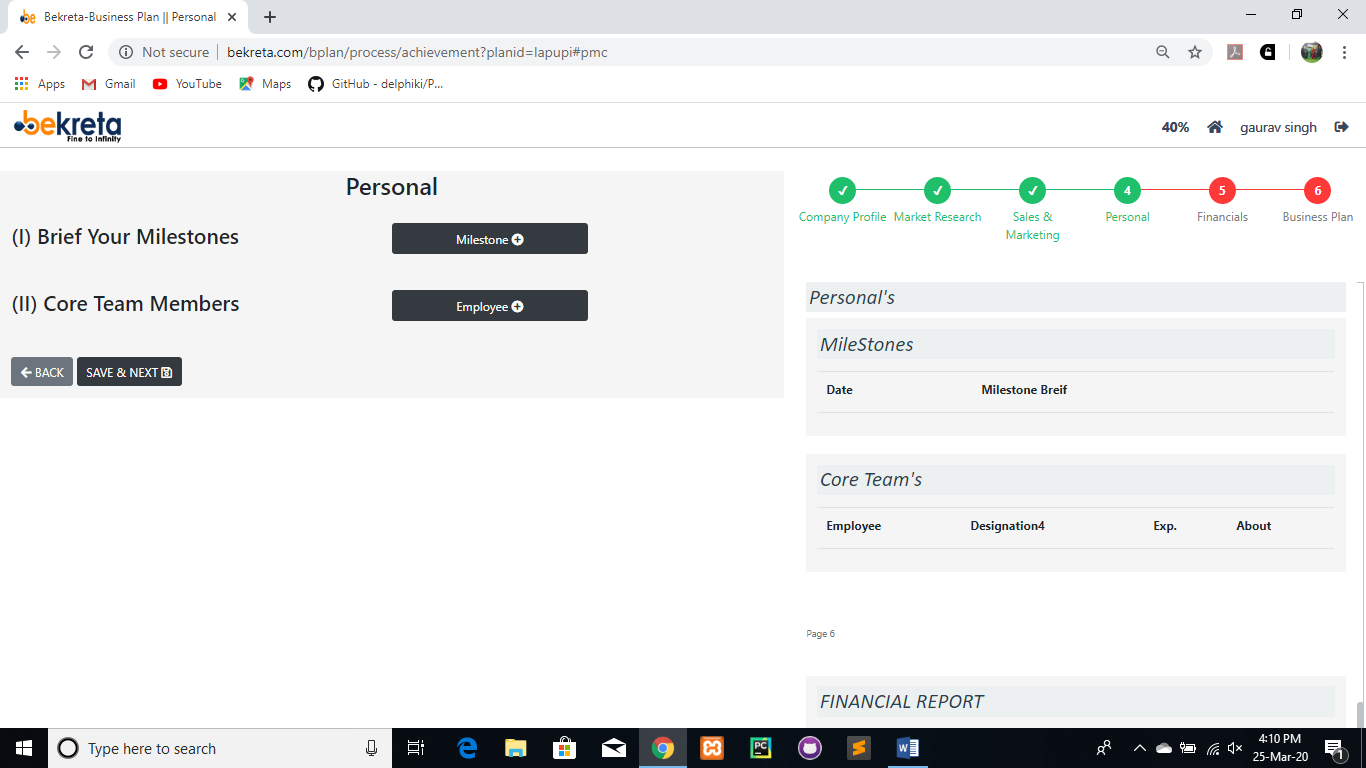 Bekreta-Business Plan || Personal
Not secure
bekreta.com/bplan/process/achievement?planid=lapupi#pmc
Apps
Gmail
YouTube
Maps
GitHub - delphiki/P...
bekreta
Fine to Infinity
40%
gaurav singh
Personal
(I) Brief Your Milestones
Milestone
(II) Core Team Members
Employee
BACK
SAVE & NEXT
4
5
6
Company Profile
Market Research
Sales &
Marketing
Personal
Financials
Business Plan
Personal's
MileStones
Date
Milestone Breif
Core Team's
Employee
Designation4
Exp.
About
Page 6
FINANCIAL REPORT
Type here to search
PC
4:10 PM
25-Mar-20
1